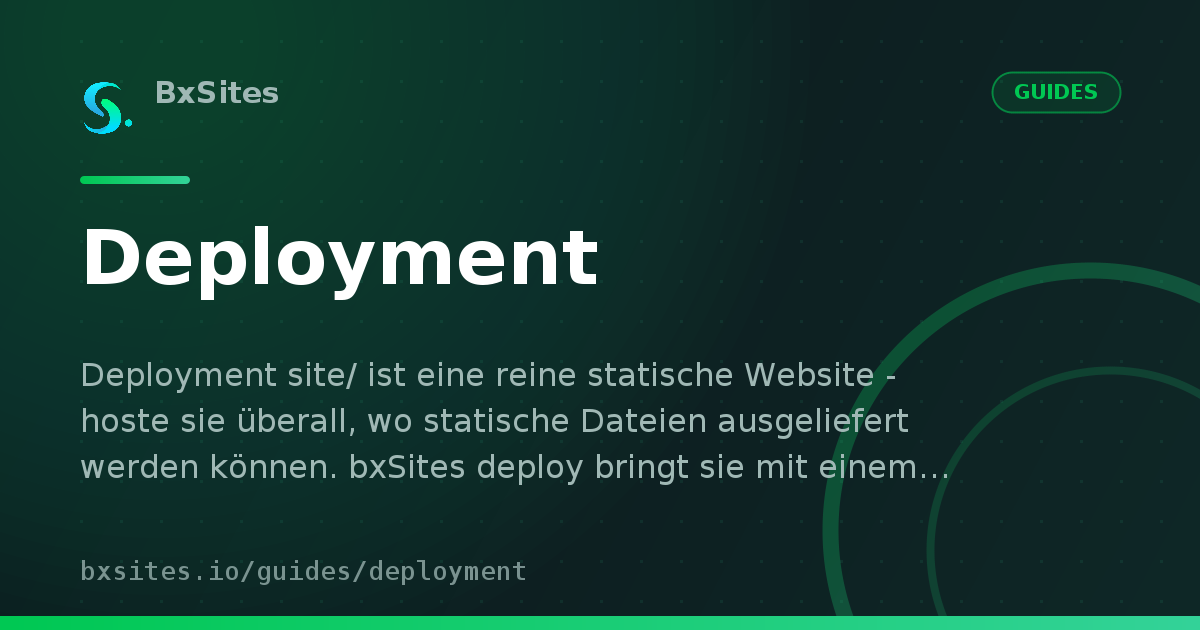 BxSites
GUIDES
Deployment
Deployment site/ ist eine reine statische Website -
hoste sie überall, wo statische Dateien ausgeliefert
werden können. bxSites deploy bringt sie mit einem…
bxsites.io/guides/deployment